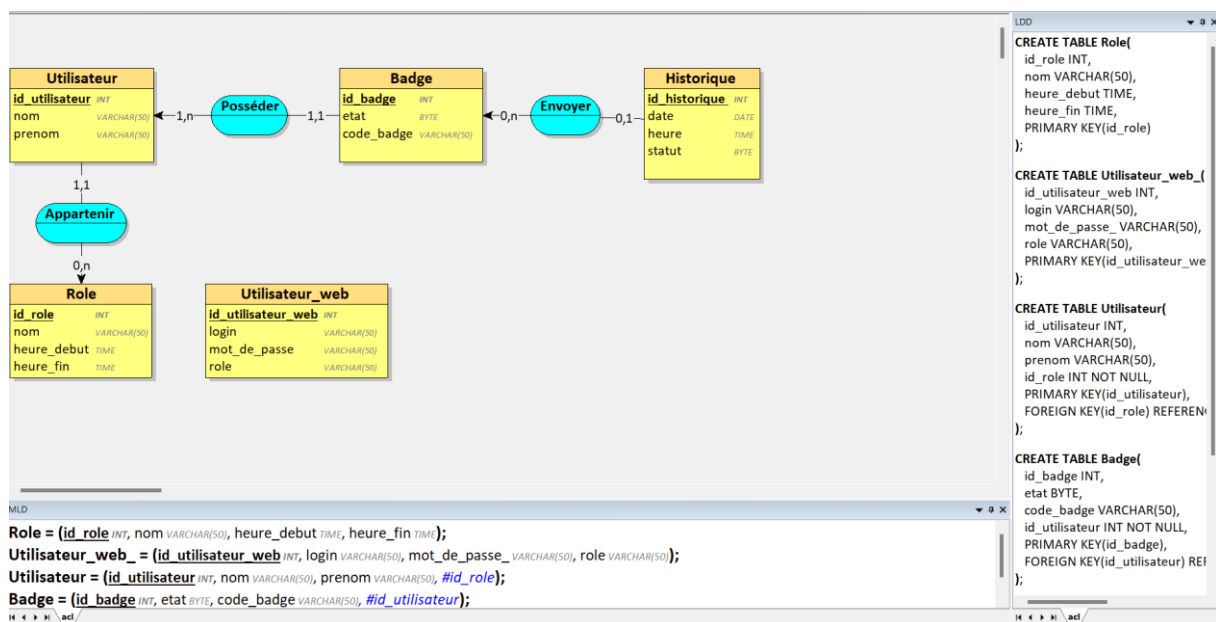 Utilisateur
id_utilisateur INT
nom VARCHAR(50)
prenom VARCHAR(50)
1,n
Posséder
1,1
Badge
id_badge INT
etat BYTE
code_badge VARCHAR(50)
0,n
Envoyer
0,1
Historique
id_historique INT
date DATE
heure TIME
statut BYTE
1,1
Appartenir
0,n
Role
id_role INT
nom VARCHAR(50)
heure_debut TIME
heure_fin TIME
Utilisateur_web
id_utilisateur_web INT
login VARCHAR(50)
mot_de_passe VARCHAR(50)
role VARCHAR(50)
MLD
Role = (id_role INT, nom VARCHAR(50), heure_debut TIME, heure_fin TIME);
Utilisateur_web_ = (id_utilisateur_web INT, login VARCHAR(50), mot_de_passe_ VARCHAR(50), role VARCHAR(50));
Utilisateur = (id_utilisateur INT, nom VARCHAR(50), prenom VARCHAR(50), #id_role);
Badge = (id_badge INT, etat BYTE, code_badge VARCHAR(50), #id_utilisateur);
acl
LDD
CREATE TABLE Role(
id_role INT,
nom VARCHAR(50),
heure_debut TIME,
heure_fin TIME,
PRIMARY KEY(id_role)
);
CREATE TABLE Utilisateur_web_(
id_utilisateur_web INT,
login VARCHAR(50),
mot_de_passe_ VARCHAR(50),
role VARCHAR(50),
PRIMARY KEY(id_utilisateur_we
);
CREATE TABLE Utilisateur(
id_utilisateur INT,
nom VARCHAR(50),
prenom VARCHAR(50),
id_role INT NOT NULL,
PRIMARY KEY(id_utilisateur),
FOREIGN KEY(id_role) REFEREN
);
CREATE TABLE Badge(
id_badge INT,
etat BYTE,
code_badge VARCHAR(50),
id_utilisateur INT NOT NULL,
PRIMARY KEY(id_badge),
FOREIGN KEY(id_utilisateur) REF
);
acl